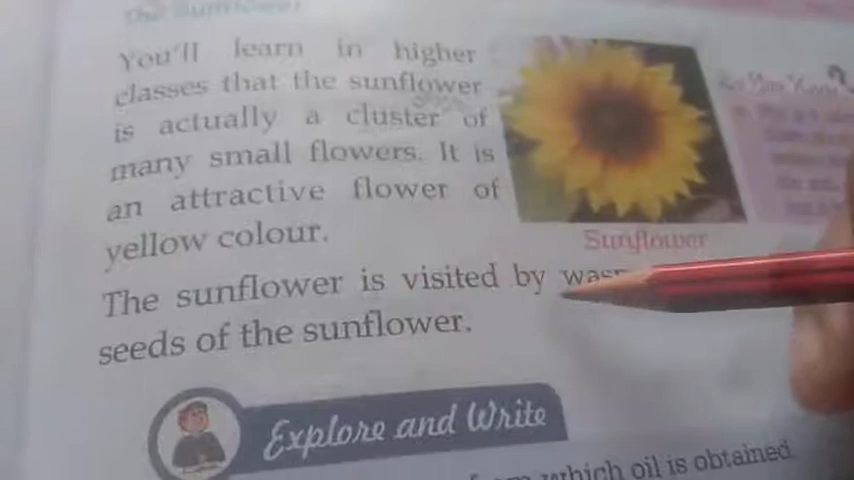 the Sunflower
You'll learn in higher
classes that the sunflower
is actually a cluster of
many small flowers. It is
an attractive flower of
yellow colour.
Sunflower
The sunflower is visited by
seeds of the sunflower.
Explore and Write
which oil is obtained.